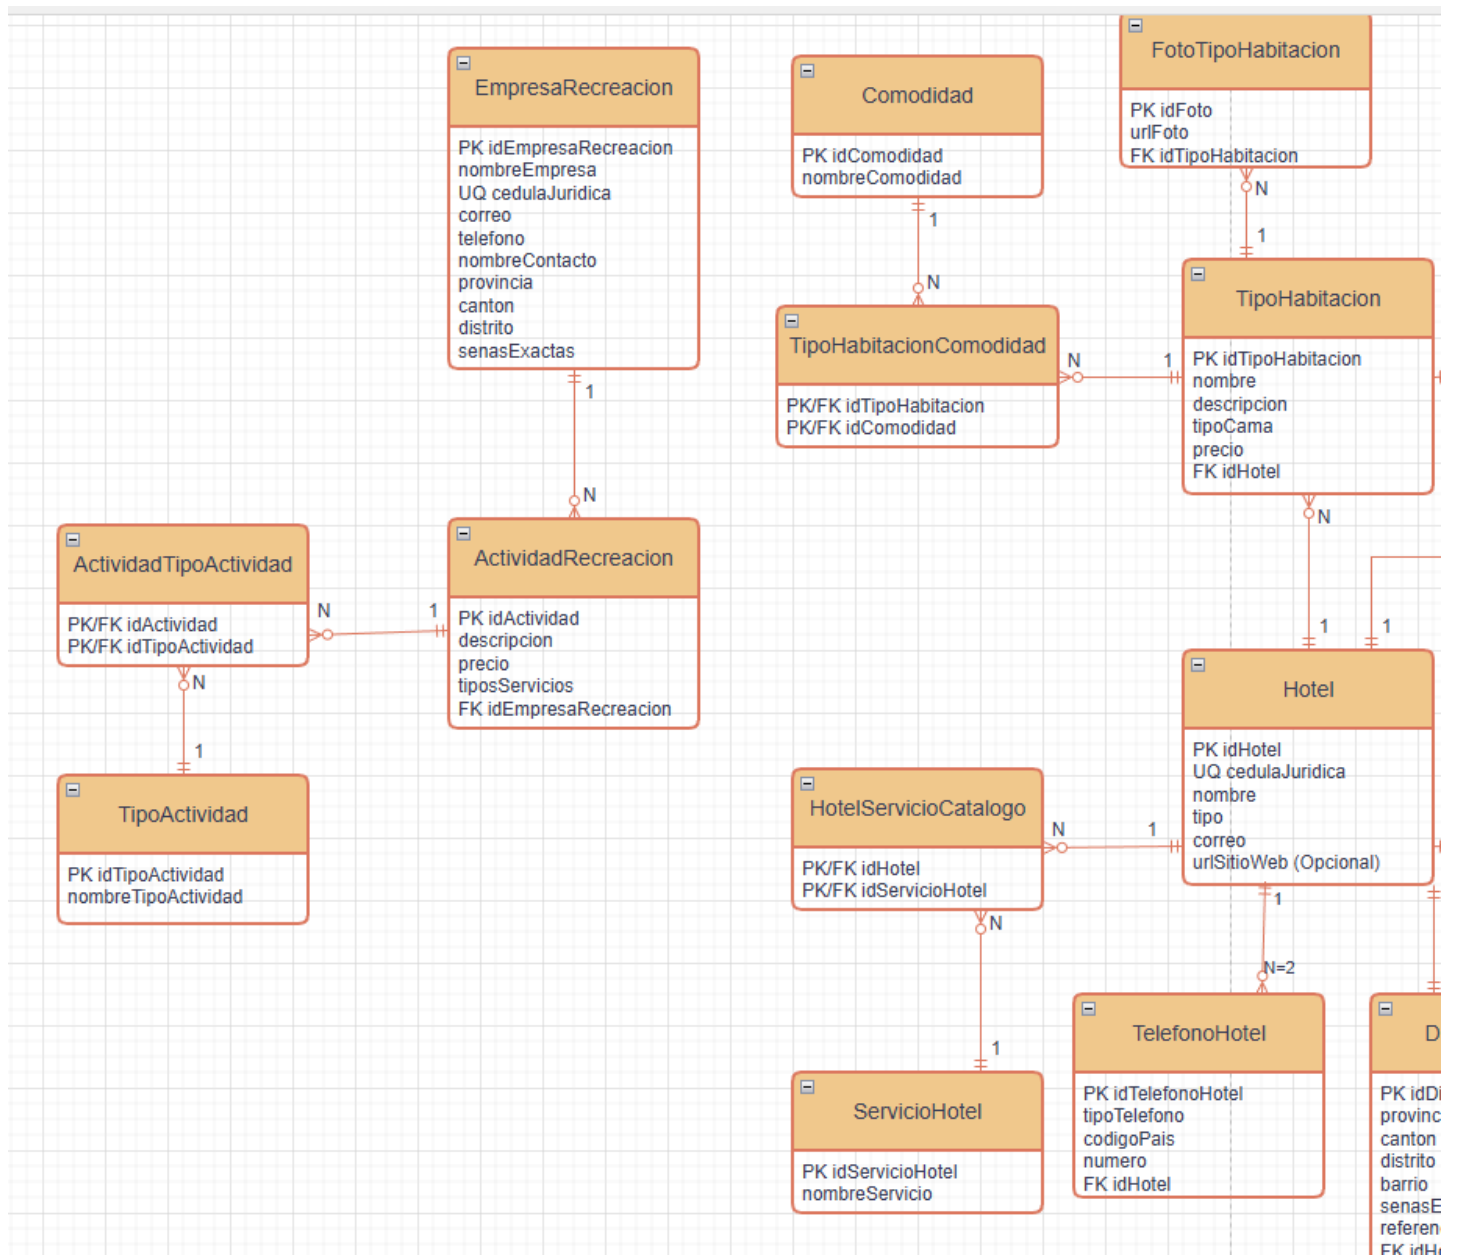 EmpresaRecreacion
PK idEmpresaRecreacion
nombreEmpresa
UQ cedulaJuridica
correo
telefono
nombreContacto
provincia
canton
distrito
senasExactas
1
N
Comodidad
PK idComodidad
nombreComodidad
1
N
FotoTipoHabitacion
PK idFoto
urlFoto
FK idTipoHabitacion
N
1
TipoHabitacionComodidad
PK/FK idTipoHabitacion
PK/FK idComodidad
N
1
TipoHabitacion
PK idTipoHabitacion
nombre
descripcion
tipoCama
precio
FK idHotel
N
1
1
ActividadTipoActividad
PK/FK idActividad
PK/FK idTipoActividad
N
1
N
1
ActividadRecreacion
PK idActividad
descripcion
precio
tiposServicios
FK idEmpresaRecreacion
TipoActividad
PK idTipoActividad
nombreTipoActividad
HotelServicioCatalogo
PK/FK idHotel
PK/FK idServicioHotel
N
1
N
1
Hotel
PK idHotel
UQ cedulaJuridica
nombre
tipo
correo
urlSitioWeb (Opcional)
1
N=2
ServicioHotel
PK idServicioHotel
nombreServicio
TelefonoHotel
PK idTelefonoHotel
tipoTelefono
codigoPais
numero
FK idHotel
D
PK idDi
provinc
canton
distrito
barrio
senasE
referen